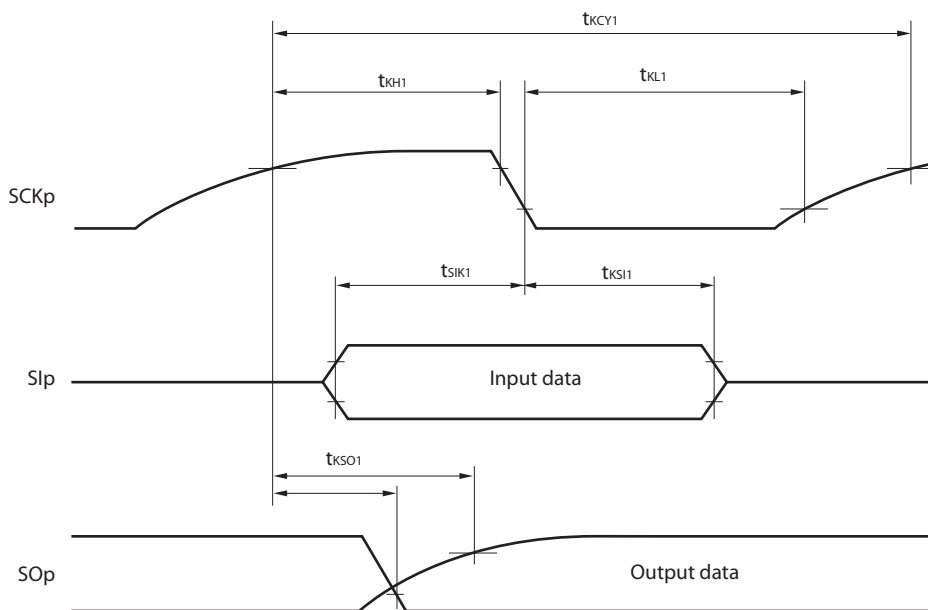 tKCY1
tKH1
tKL1
SCKp
tSIK1
tKSI1
SIp
Input data
tKSO1
SOp
Output data